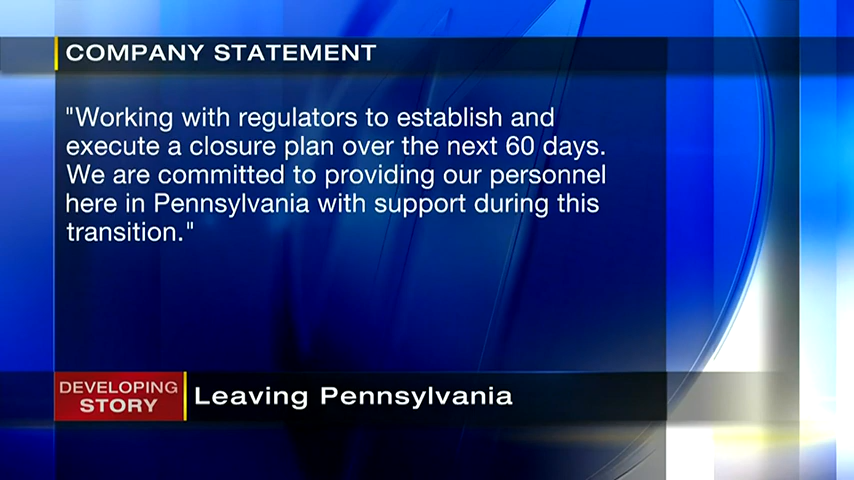 COMPANY STATEMENT
"Working with regulators to establish and
execute a closure plan over the next 60 days.
We are committed to providing our personnel
here in Pennsylvania with support during this
transition."
DEVELOPING
STORY
Leaving Pennsylvania